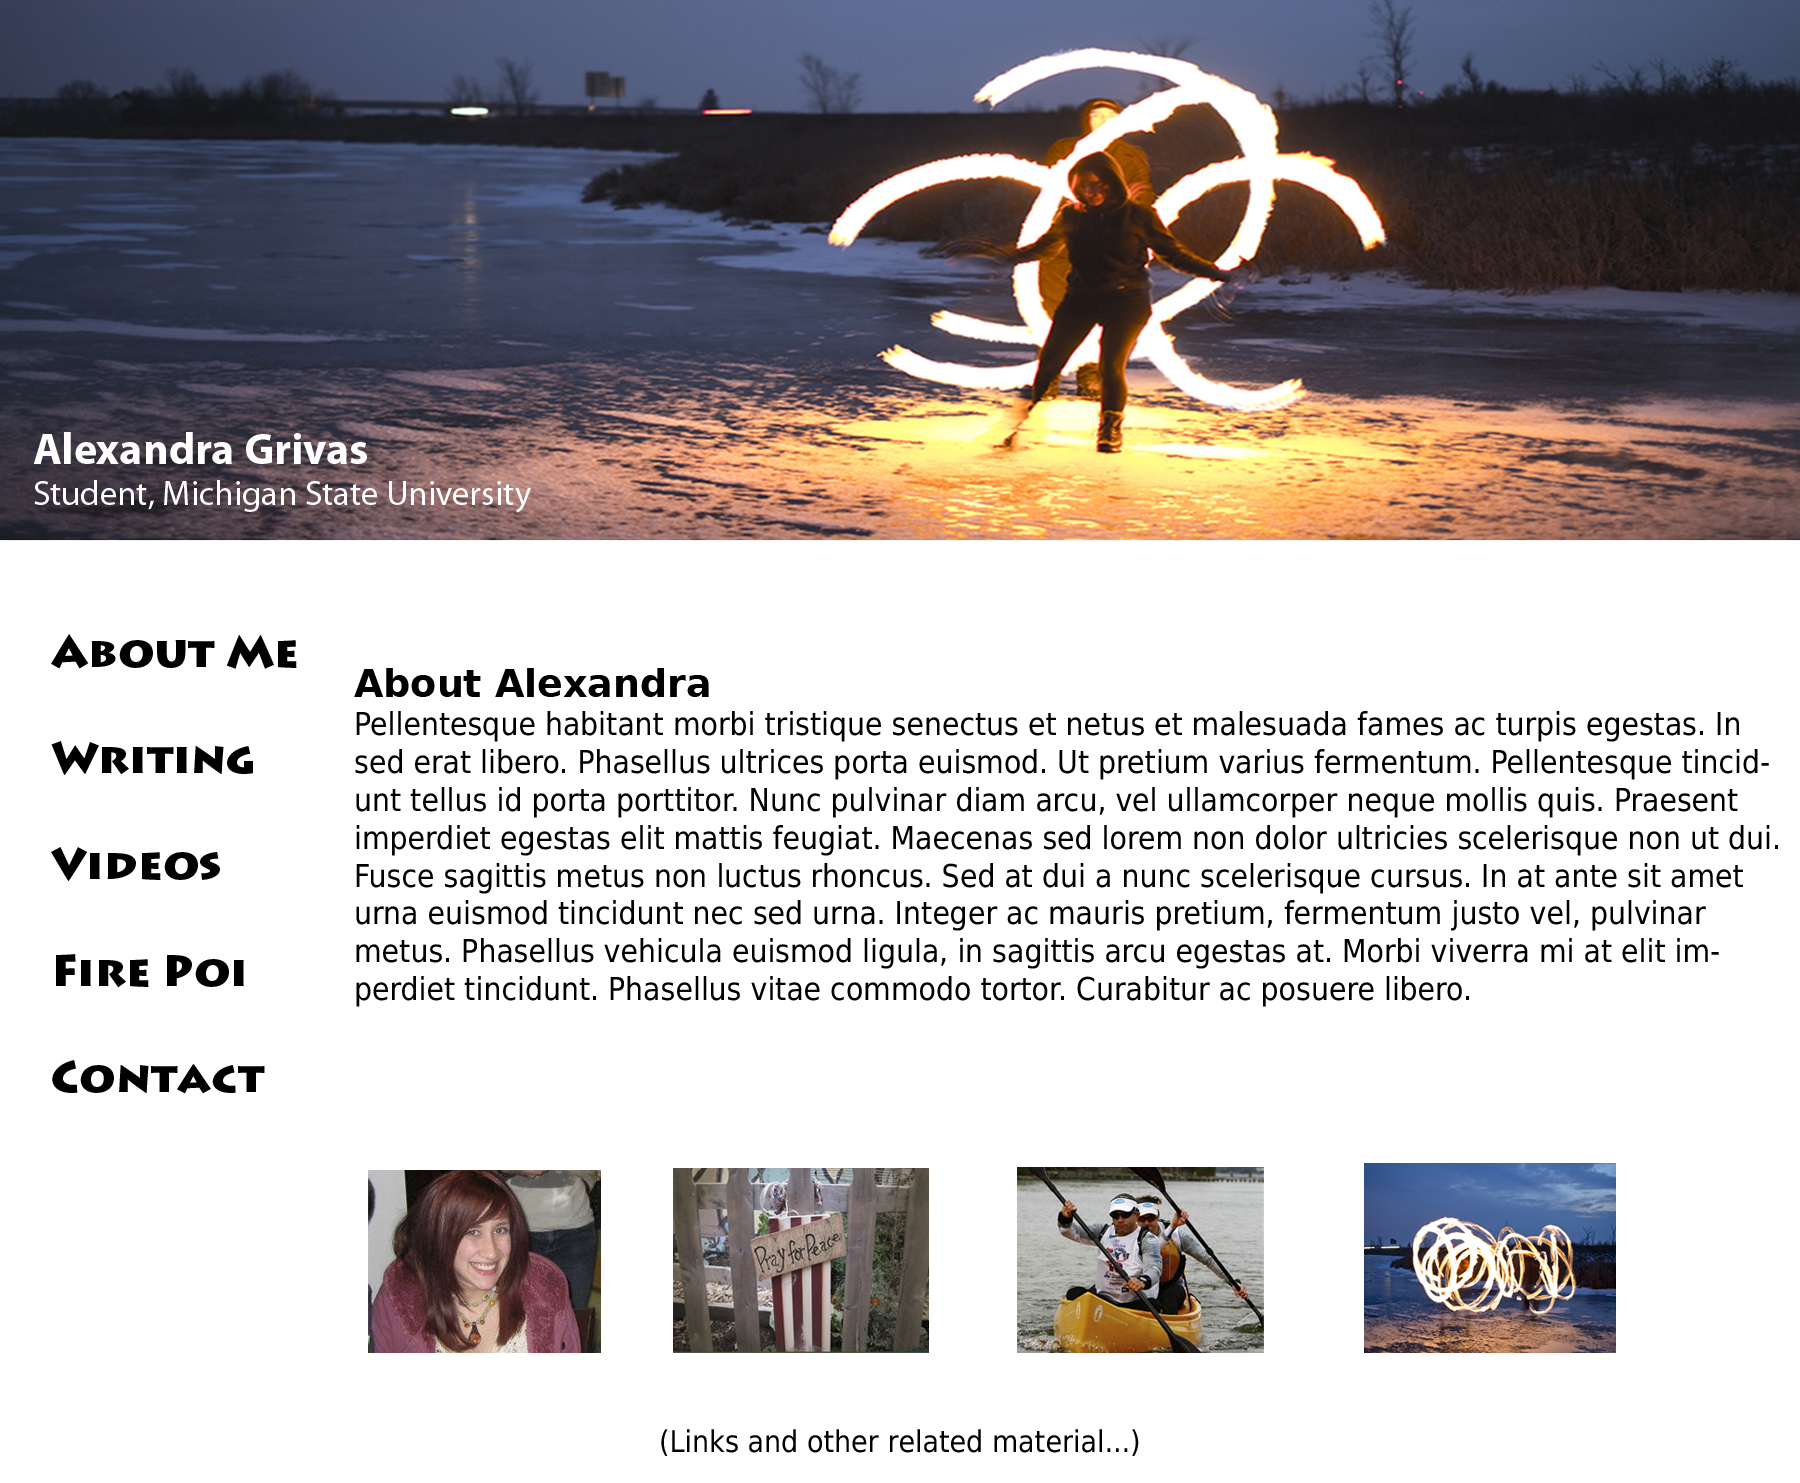 Alexandra Grivas
Student, Michigan State University
About Me
Writing
Videos
Fire Poi
Contact
About Alexandra
Pellentesque habitant morbi tristique senectus et netus et malesuada fames ac turpis egestas. In
sed erat libero. Phasellus ultrices porta euismod. Ut pretium varius fermentum. Pellentesque tincid-
unt tellus id porta porttitor. Nunc pulvinar diam arcu, vel ullamcorper neque mollis quis. Praesent
imperdiet egestas elit mattis feugiat. Maecenas sed lorem non dolor ultricies scelerisque non ut dui.
Fusce sagittis metus non luctus rhoncus. Sed at dui a nunc scelerisque cursus. In at ante sit amet
urna euismod tincidunt nec sed urna. Integer ac mauris pretium, fermentum justo vel, pulvinar
metus. Phasellus vehicula euismod ligula, in sagittis arcu egestas at. Morbi viverra mi at elit im-
perdiet tincidunt. Phasellus vitae commodo tortor. Curabitur ac posuere libero.
Pray for Peace
(Links and other related material...)